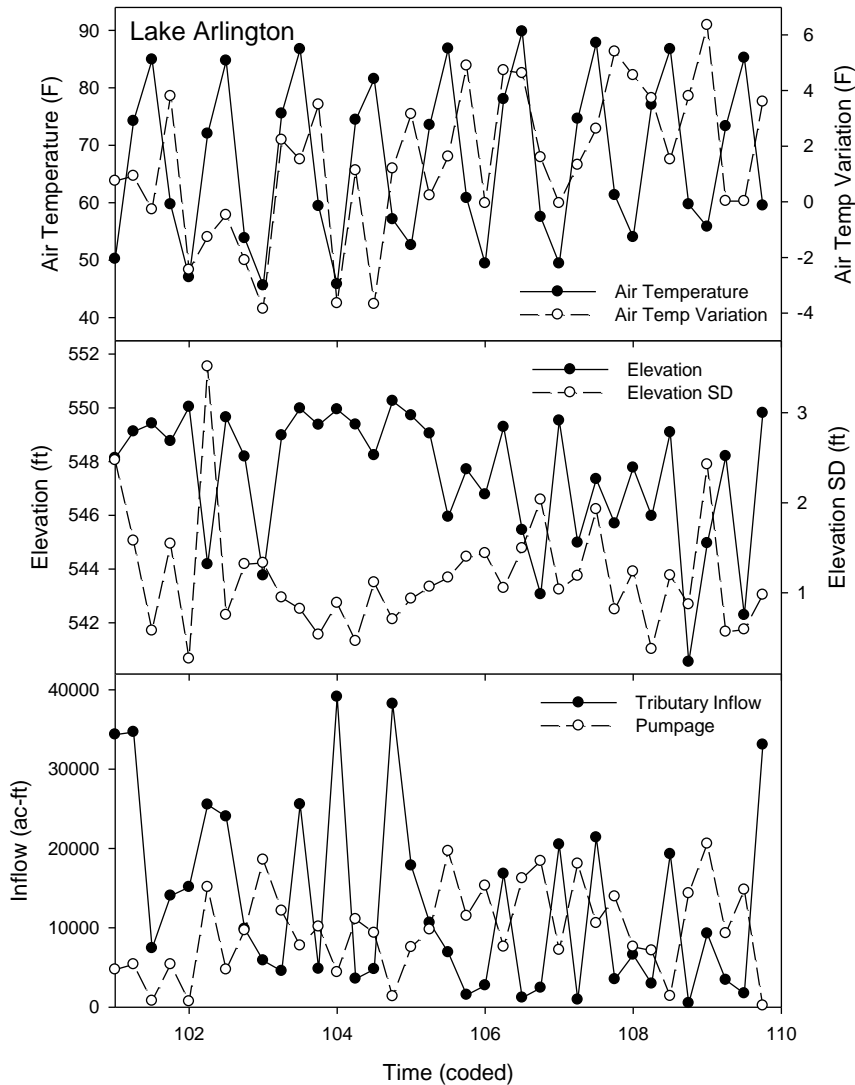 Lake Arlington
Air Temperature (F)
90
80
70
60
50
40
Air Temp Variation (F)
6
4
2
0
-2
-4
Air Temperature
Air Temp Variation
Elevation (ft)
552
550
548
546
544
542
Elevation SD (ft)
3
2
1
Elevation
Elevation SD
Inflow (ac-ft)
40000
30000
20000
10000
0
Tributary Inflow
Pumpage
102 104 106 108 110
Time (coded)